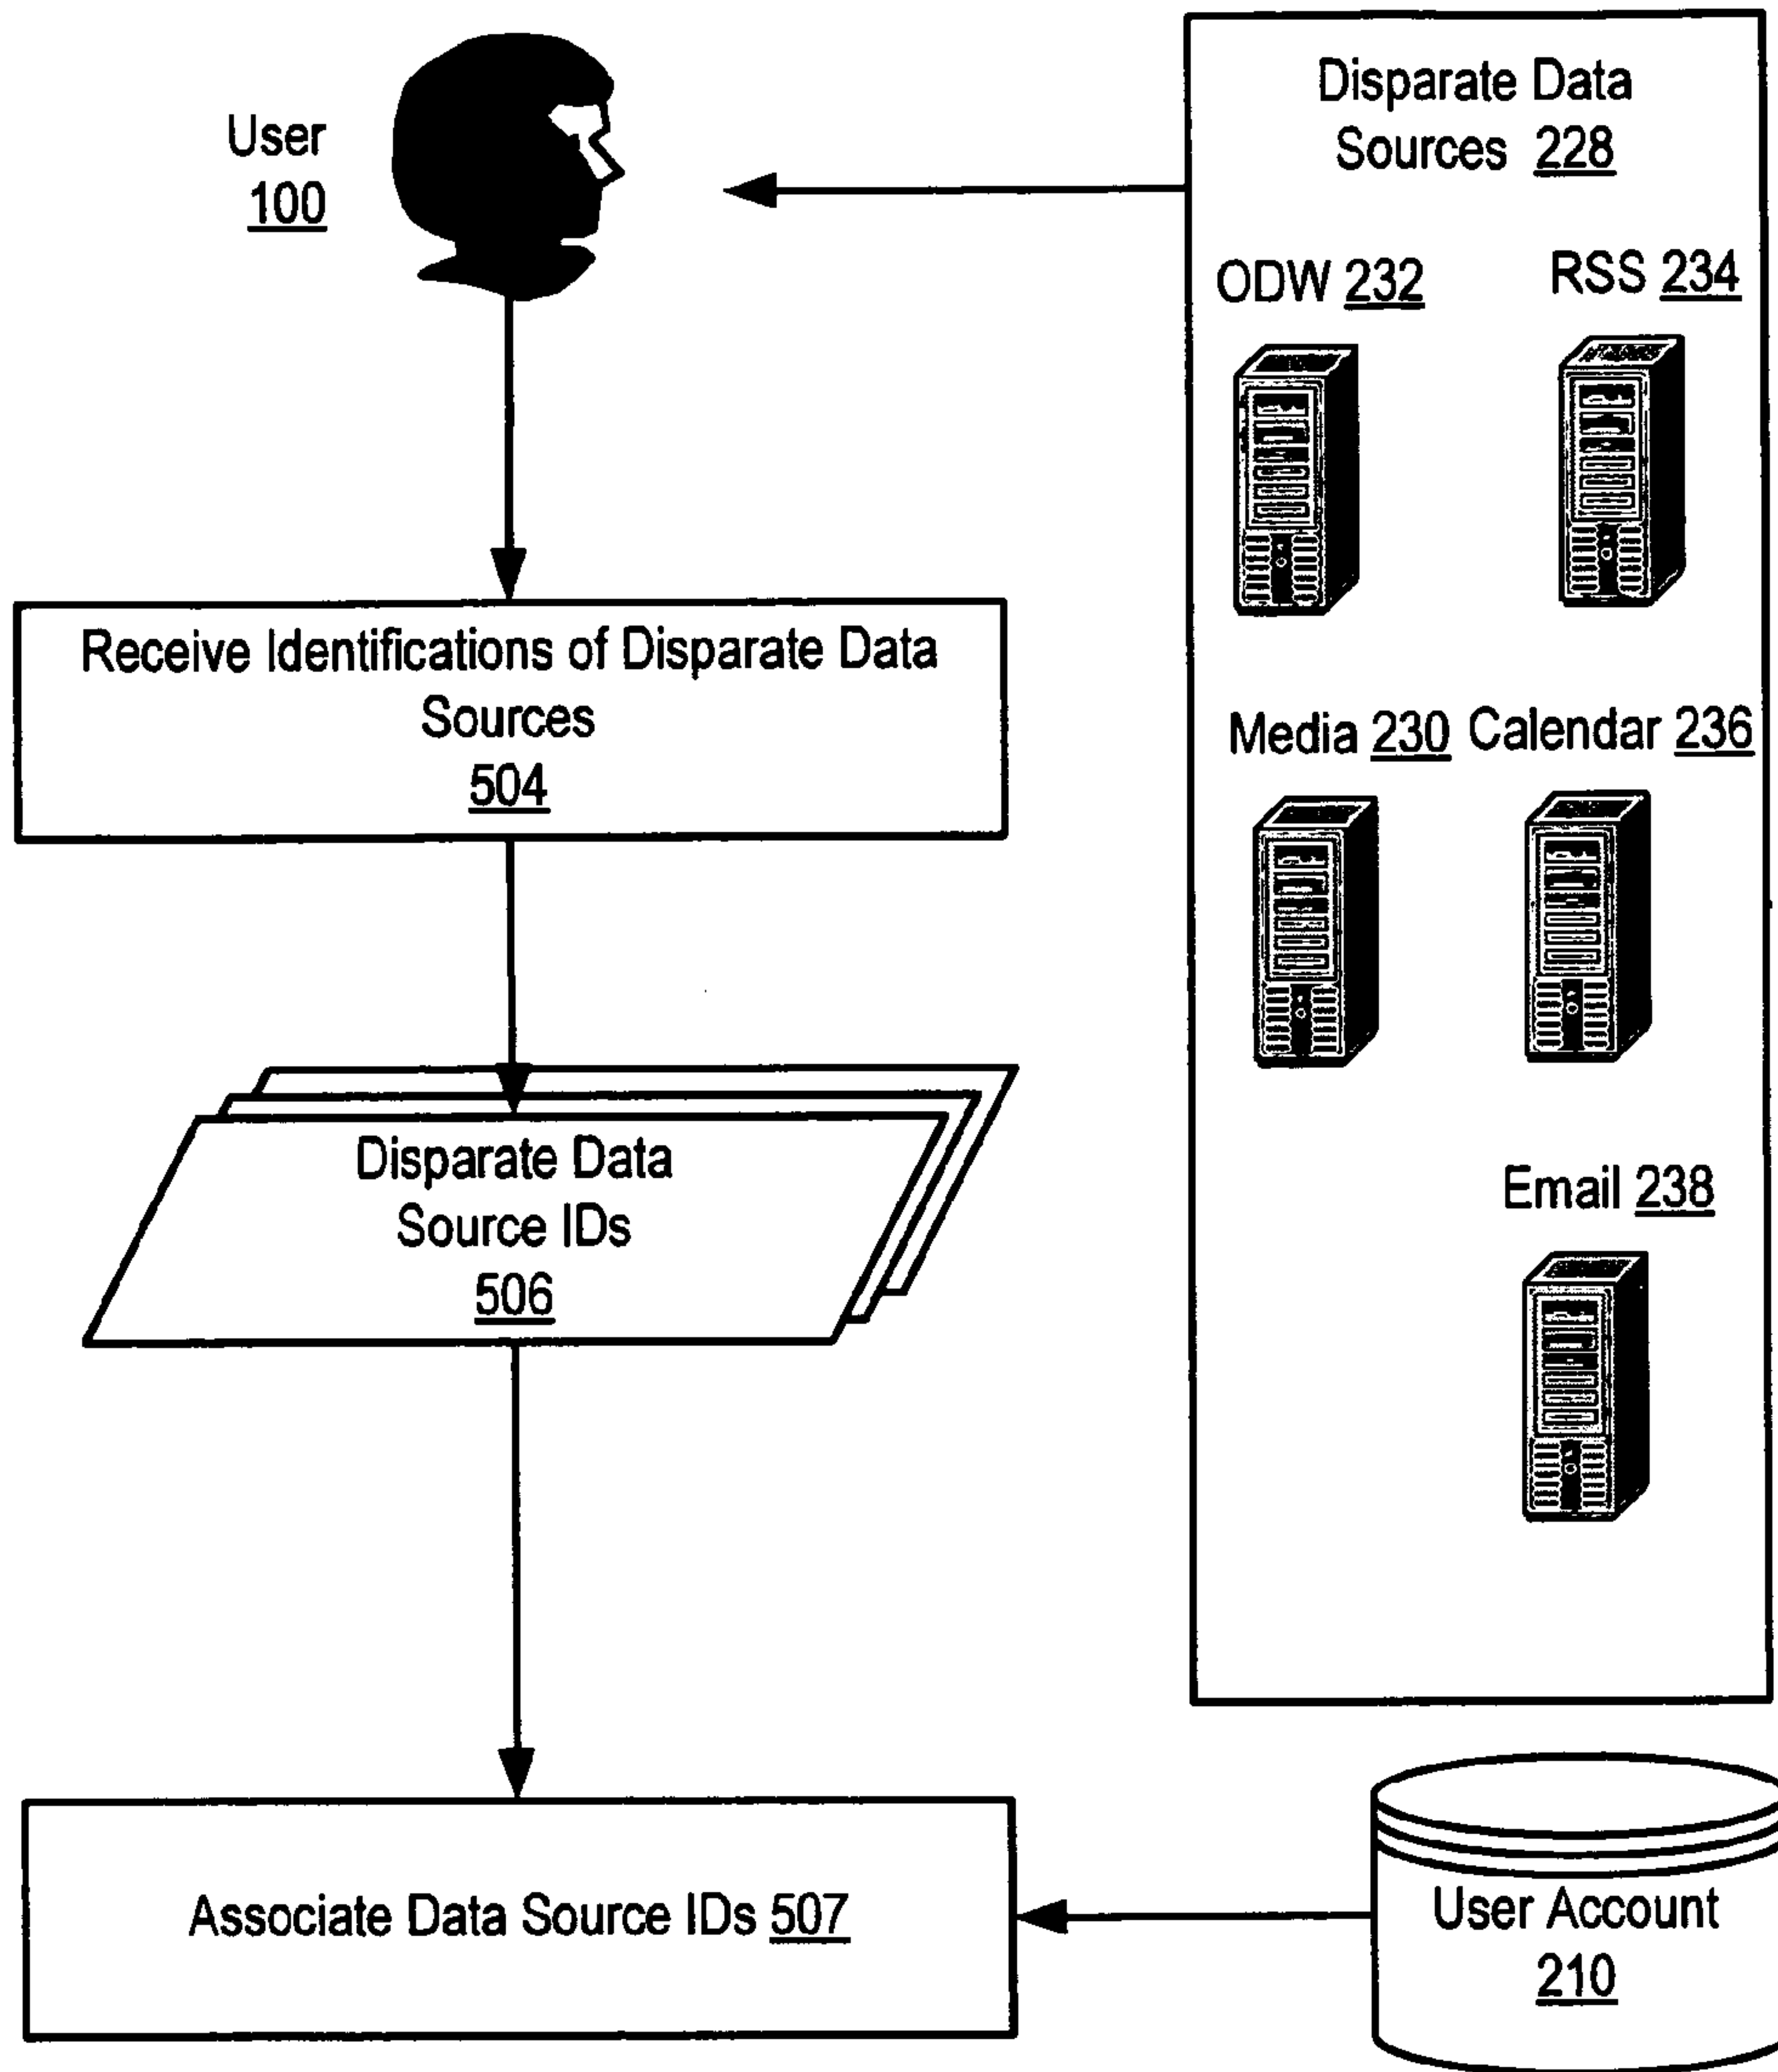 User
100
Disparate Data
Sources 228
ODW 232
RSS 234
Media 230
Calendar 236
Email 238
Receive Identifications of Disparate Data
Sources
504
Disparate Data
Source IDs
506
Associate Data Source IDs 507
User Account
210